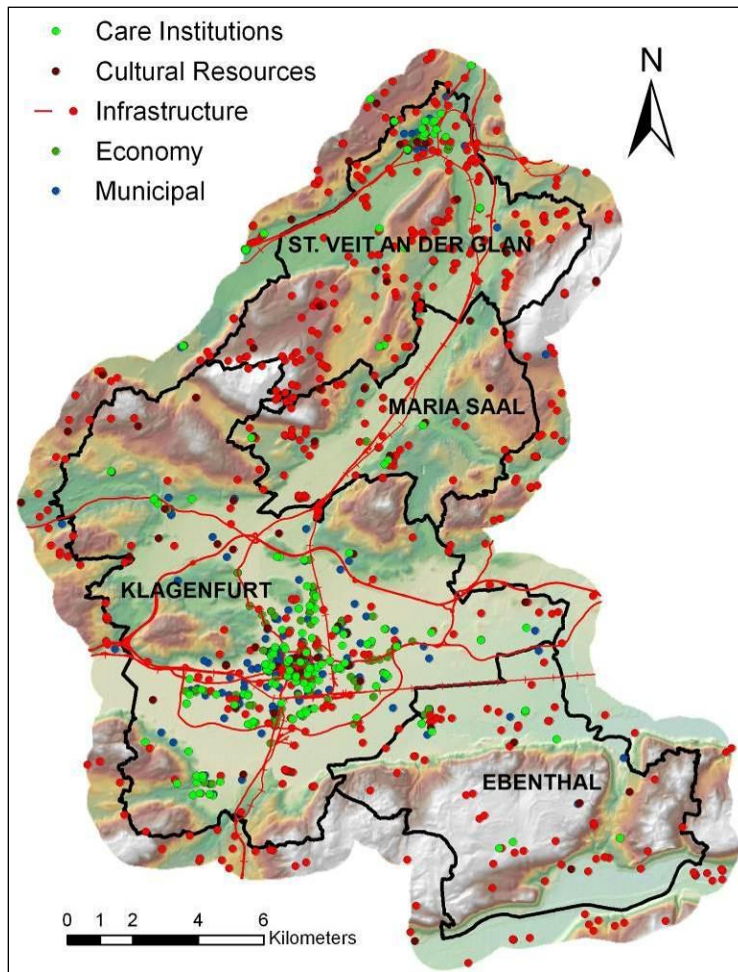 Care Institutions
Cultural Resources
Infrastructure
Economy
Municipal
N
ST. VEIT AN DER GLAN
MARIA SAAL
KLAGENFURT
EBENTHAL
0 1 2 4 6
Kilometers